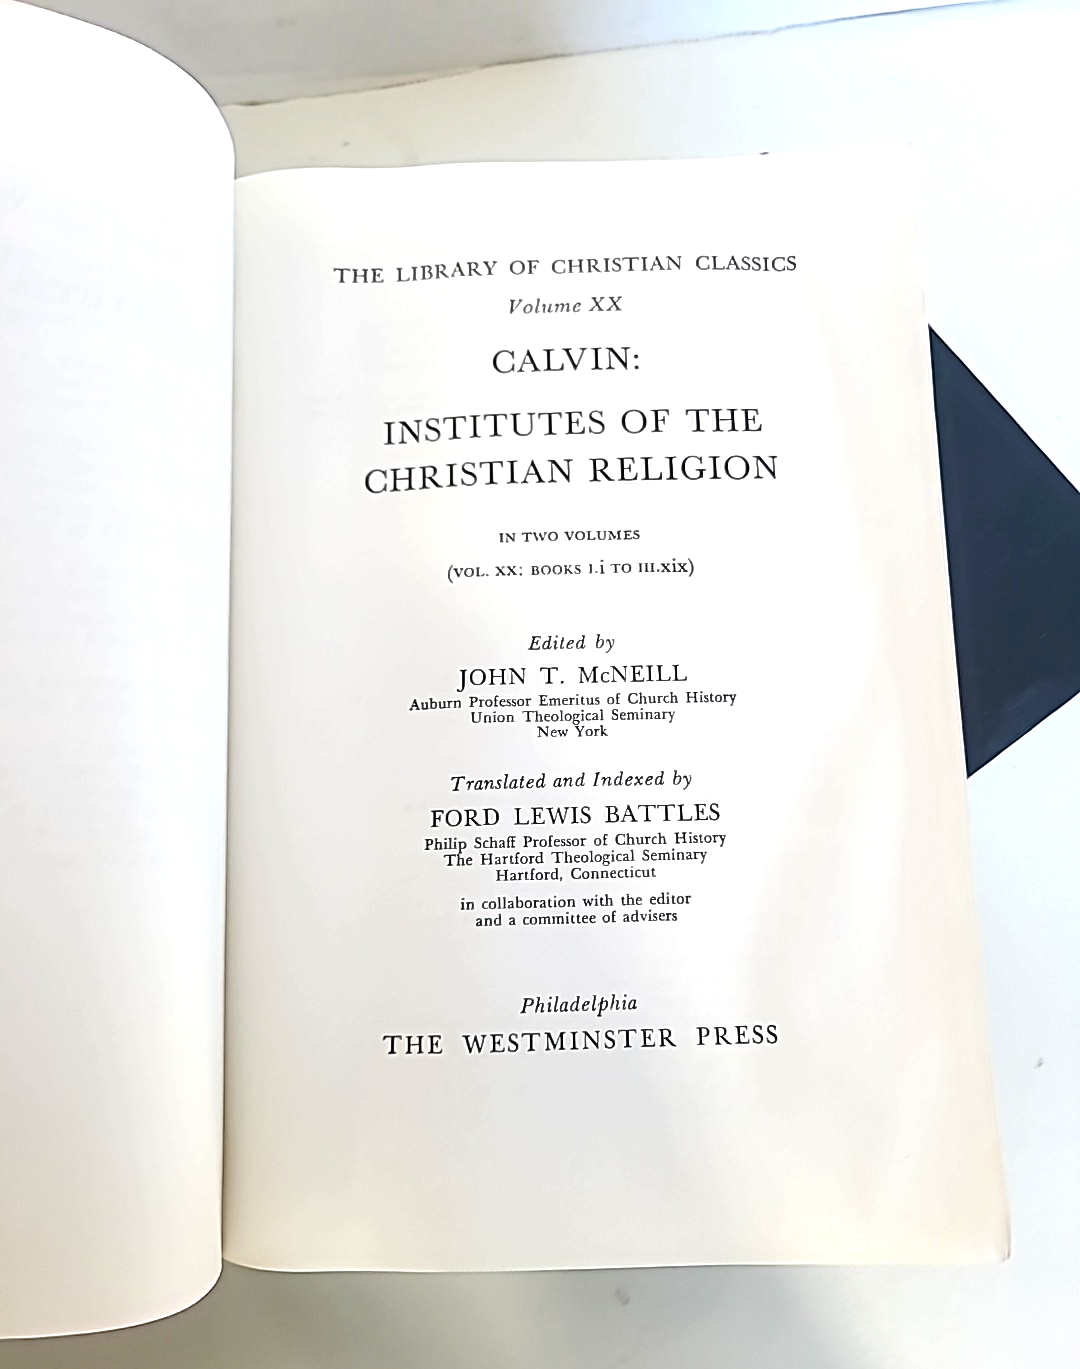 THE LIBRARY OF CHRISTIAN CLASSICS
Volume XX
CALVIN:
INSTITUTES OF THE
CHRISTIAN RELIGION
IN TWO VOLUMES
(VOL. XX: BOOKS I.i TO III.xix)
Edited by
JOHN T. McNEILL
Auburn Professor Emeritus of Church History
Union Theological Seminary
New York
Translated and Indexed by
FORD LEWIS BATTLES
Philip Schaff Professor of Church History
The Hartford Theological Seminary
Hartford, Connecticut
in collaboration with the editor
and a committee of advisers
Philadelphia
THE WESTMINSTER PRESS